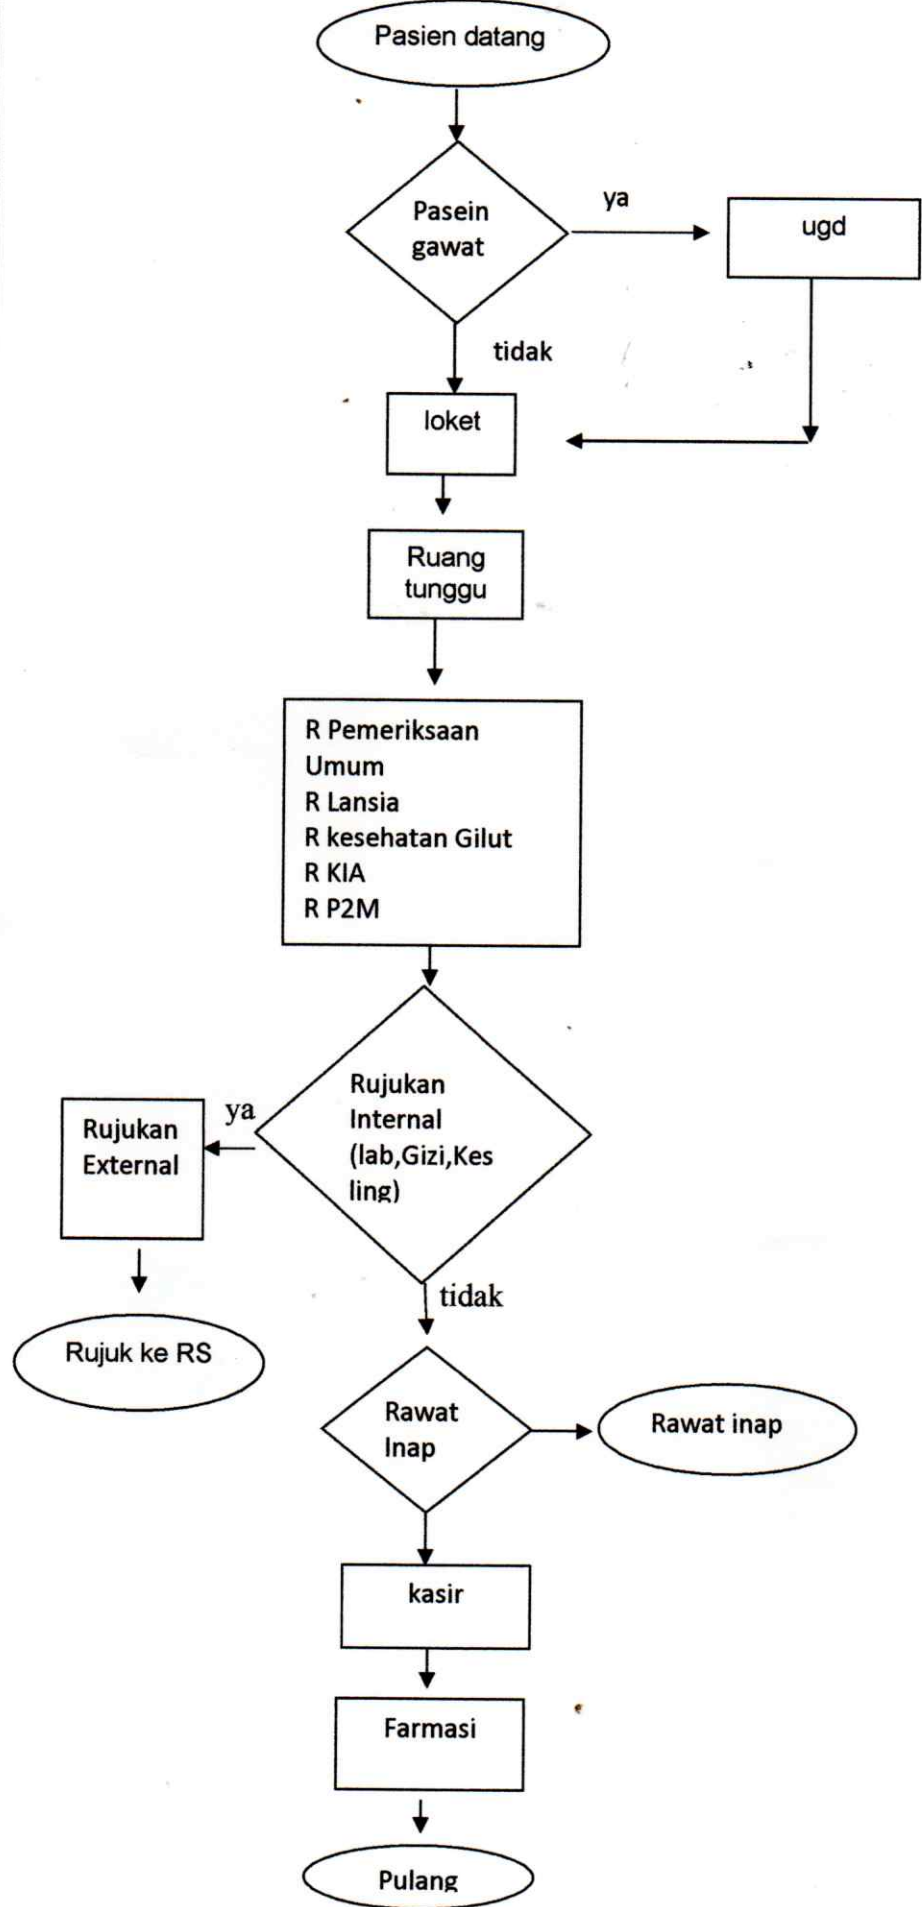 Pasien datang
Pasein
gawat
ya
ugd
tidak
loket
Ruang
tunggu
R Pemeriksaan
Umum
R Lansia
R kesehatan Gilut
R KIA
R P2M
Rujukan
Internal
(lab,Gizi,Kes
ling)
ya
Rujukan
External
tidak
Rujuk ke RS
Rawat
Inap
Rawat inap
kasir
Farmasi
Pulang